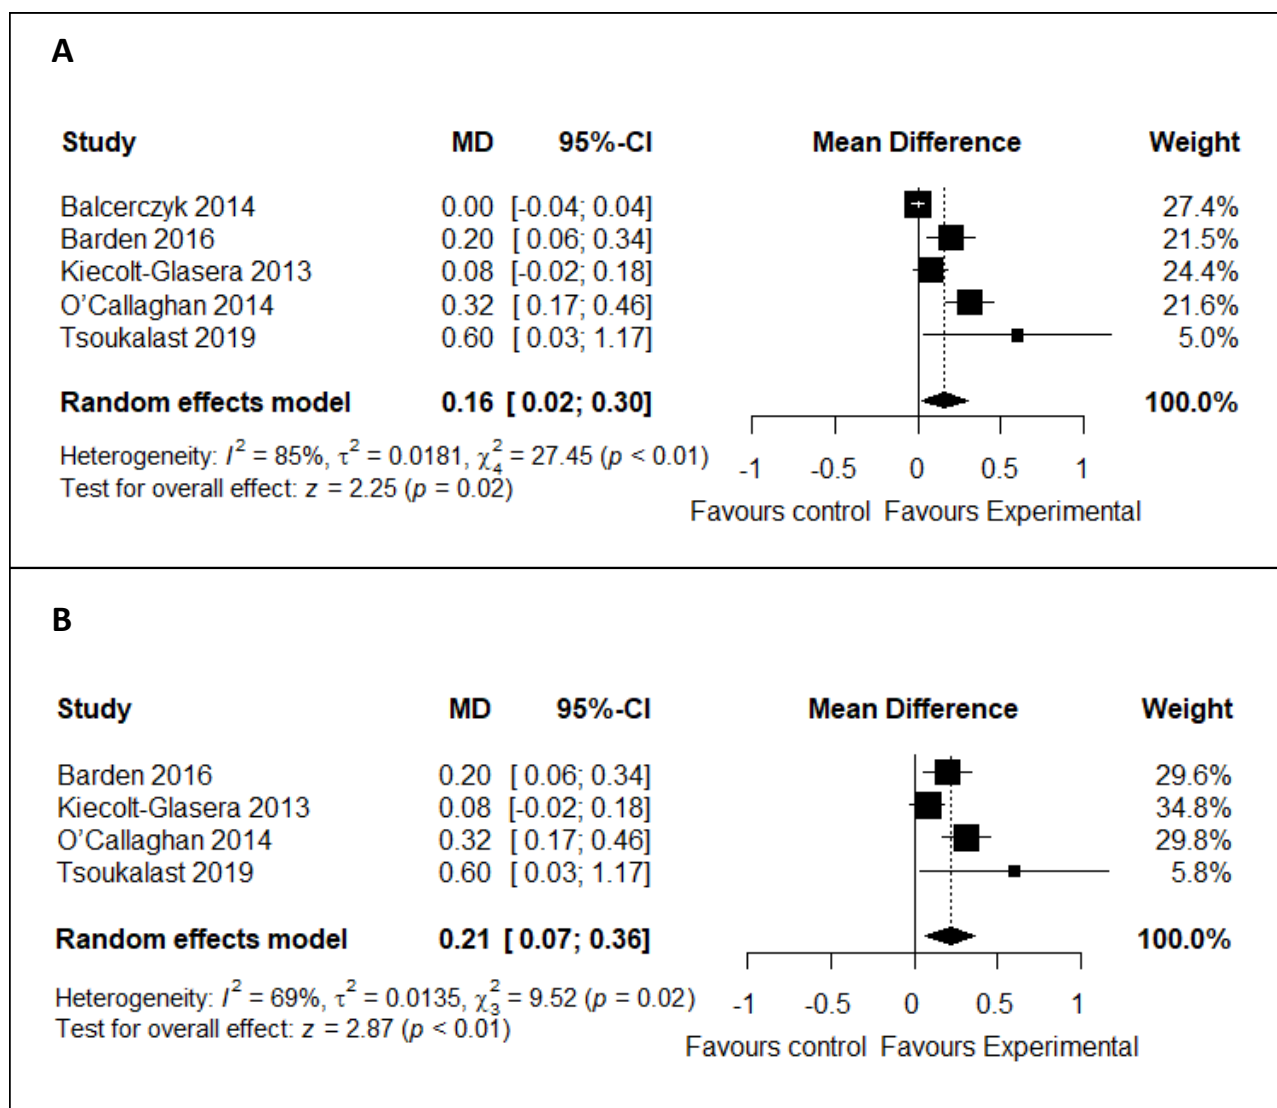 A
Study MD 95%-CI Mean Difference Weight
Balcerczyk 2014 0.00 [-0.04; 0.04] 27.4%
Barden 2016 0.20 [ 0.06; 0.34] 21.5%
Kiecolt-Glasera 2013 0.08 [-0.02; 0.18] 24.4%
O'Callaghan 2014 0.32 [ 0.17; 0.46] 21.6%
Tsoukalast 2019 0.60 [ 0.03; 1.17] 5.0%
Random effects model 0.16 [ 0.02; 0.30] 100.0%
Heterogeneity: I² = 85%, τ² = 0.0181, χ²₄ = 27.45 (p < 0.01)
Test for overall effect: z = 2.25 (p = 0.02)
-1 -0.5 0 0.5 1
Favours control Favours Experimental
B
Study MD 95%-CI Mean Difference Weight
Barden 2016 0.20 [ 0.06; 0.34] 29.6%
Kiecolt-Glasera 2013 0.08 [-0.02; 0.18] 34.8%
O'Callaghan 2014 0.32 [ 0.17; 0.46] 29.8%
Tsoukalast 2019 0.60 [ 0.03; 1.17] 5.8%
Random effects model 0.21 [ 0.07; 0.36] 100.0%
Heterogeneity: I² = 69%, τ² = 0.0135, χ²₃ = 9.52 (p = 0.02)
Test for overall effect: z = 2.87 (p < 0.01)
-1 -0.5 0 0.5 1
Favours control Favours Experimental